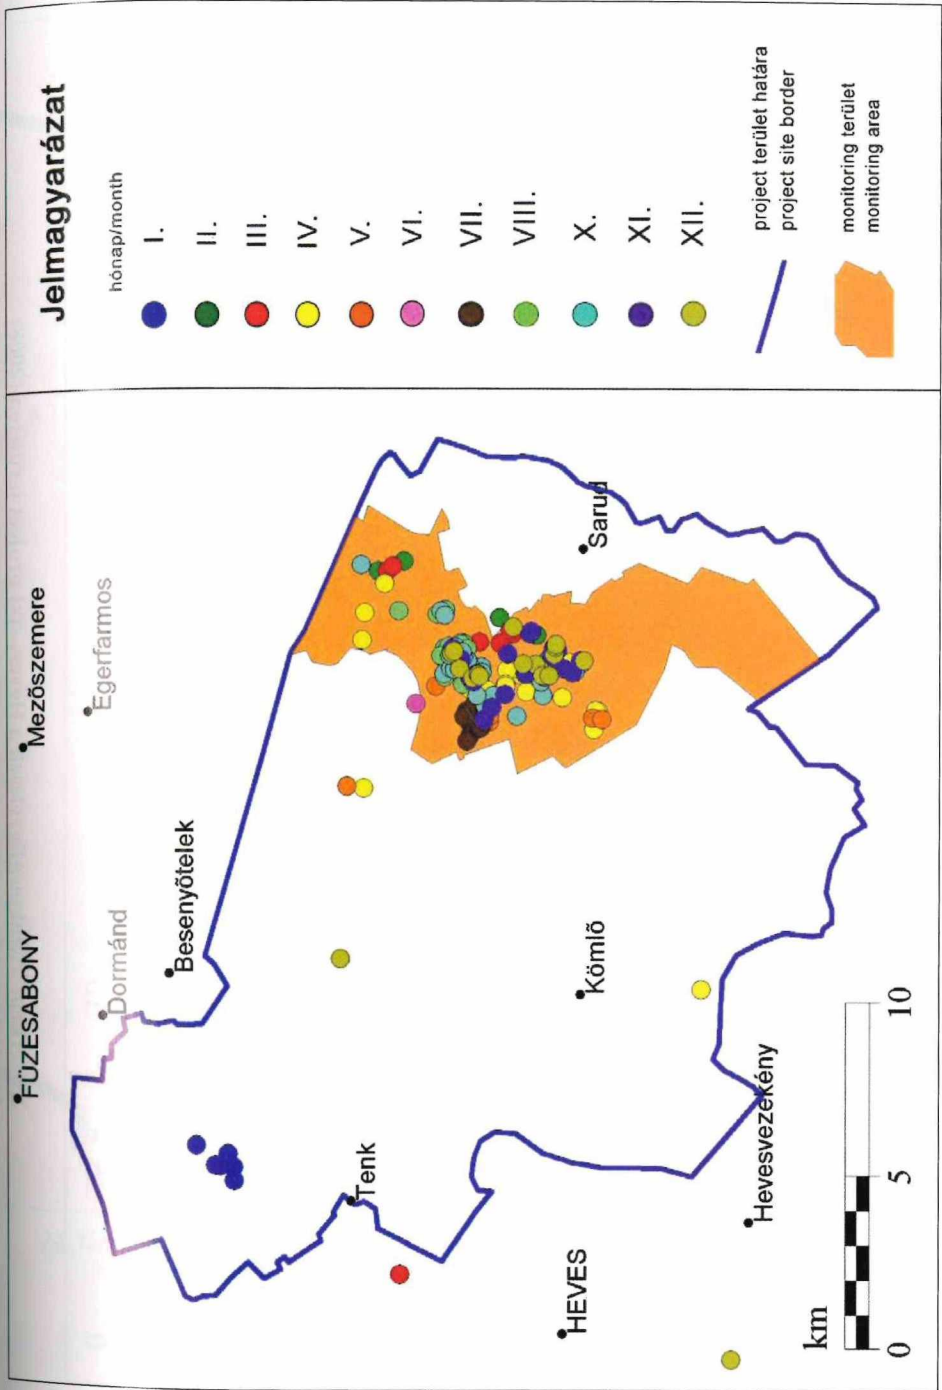 FÜZESABONY
Mezőszemere
Dormánd
Egerfarmos
Besenyőtelek
Tenk
HEVES
Kömlő
Sarud
Hevesvezekény
km
0 5 10
Jelmagyarázat
hónap/month
I.
II.
III.
IV.
V.
VI.
VII.
VIII.
X.
XI.
XII.
project terület határa
project site border
monitoring terület
monitoring area